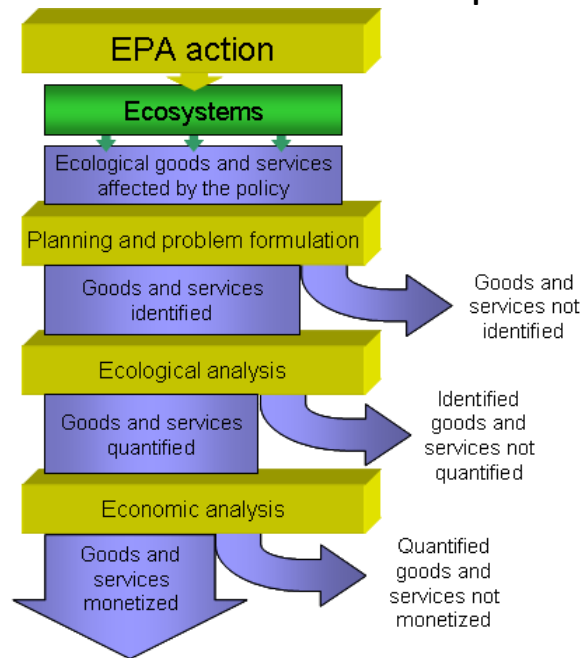 EPA action
Ecosystems
Ecological goods and services
affected by the policy
Planning and problem formulation
Goods and services
identified
Goods and
services not
identified
Ecological analysis
Goods and services
quantified
Identified
goods and
services not
quantified
Economic analysis
Goods and
services
monetized
Quantified
goods and
services not
monetized